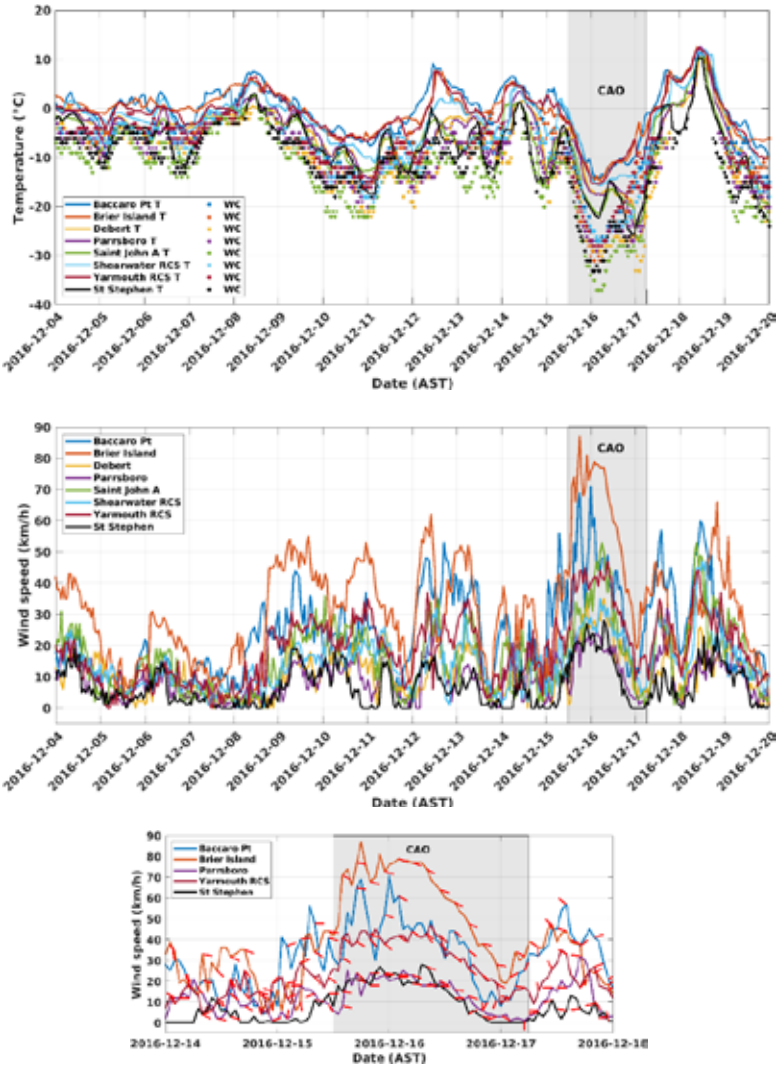 20
10
0
-10
-20
-30
-40
Temperature (°C)
CAO
Baccaro Pt T WC
Brier Island T WC
Debert T WC
Parrsboro T WC
Saint John A T WC
Shearwater RCS T WC
Yarmouth RCS T WC
St Stephen T WC
2016-12-04
2016-12-05
2016-12-06
2016-12-07
2016-12-08
2016-12-09
2016-12-10
2016-12-11
2016-12-12
2016-12-13
2016-12-14
2016-12-15
2016-12-16
2016-12-17
2016-12-18
2016-12-19
2016-12-20
Date (AST)
90
80
70
60
50
40
30
20
10
0
Wind speed (km/h)
CAO
Baccaro Pt
Brier Island
Debert
Parrsboro
Saint John A
Shearwater RCS
Yarmouth RCS
St Stephen
2016-12-04
2016-12-05
2016-12-06
2016-12-07
2016-12-08
2016-12-09
2016-12-10
2016-12-11
2016-12-12
2016-12-13
2016-12-14
2016-12-15
2016-12-16
2016-12-17
2016-12-18
2016-12-19
2016-12-20
Date (AST)
90
80
70
60
50
40
30
20
10
0
Wind speed (km/h)
CAO
Baccaro Pt
Brier Island
Parrsboro
Yarmouth RCS
St Stephen
2016-12-14
2016-12-15
2016-12-16
2016-12-17
2016-12-18
Date (AST)